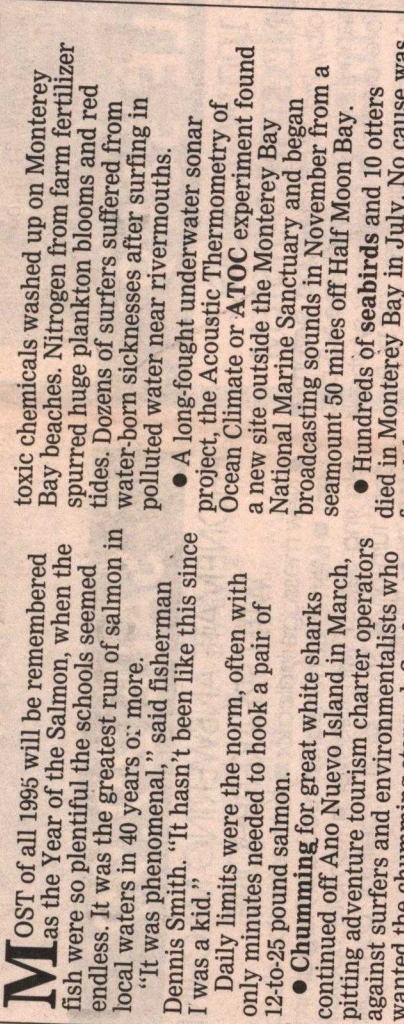 MOST of all 1995 will be remembered
as the Year of the Salmon, when the
fish were so plentiful the schools seemed
endless. It was the greatest run of salmon in
local waters in 40 years or more.
"It was phenomenal," said fisherman
Dennis Smith. "It hasn't been like this since
I was a kid."
Daily limits were the norm, often with
only minutes needed to hook a pair of
12-to-25 pound salmon.
● Chumming for great white sharks
continued off Ano Nuevo Island in March,
pitting adventure tourism charter operators
against surfers and environmentalists who
wanted the chumming
toxic chemicals washed up on Monterey
Bay beaches. Nitrogen from farm fertilizer
spurred huge plankton blooms and red
tides. Dozens of surfers suffered from
water-born sicknesses after surfing in
polluted water near rivermouths.
● A long-fought underwater sonar
project, the Acoustic Thermometry of
Ocean Climate or ATOC experiment found
a new site outside the Monterey Bay
National Marine Sanctuary and began
broadcasting sounds in November from a
seamount 50 miles off Half Moon Bay.
● Hundreds of seabirds and 10 otters
died in Monterey Bay in July. No cause was